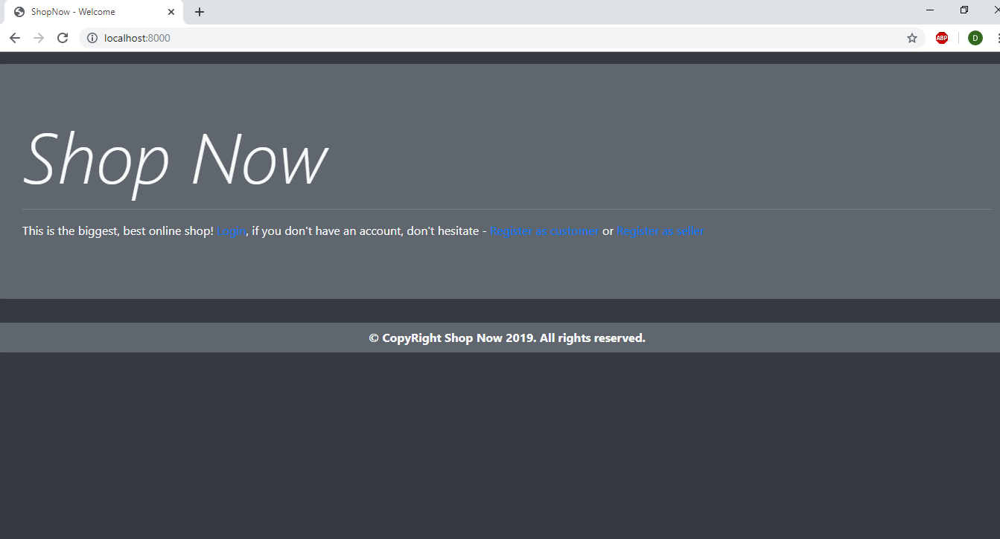 ShopNow - Welcome
localhost:8000
ABP
D
Shop Now
This is the biggest, best online shop! Login, if you don't have an account, don't hesitate - Register as customer or Register as seller
© CopyRight Shop Now 2019. All rights reserved.